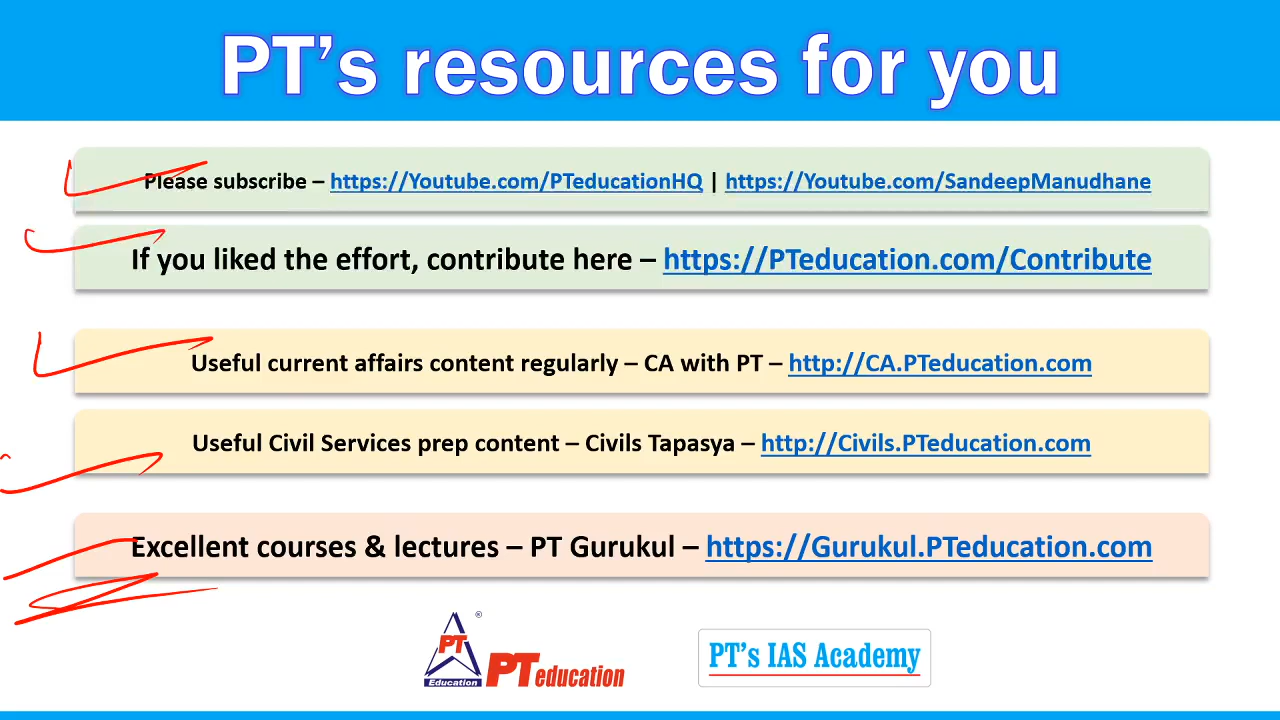 PT’s resources for you
Please subscribe – https://Youtube.com/PTeducationHQ | https://Youtube.com/SandeepManudhane
If you liked the effort, contribute here – https://PTeducation.com/Contribute
Useful current affairs content regularly – CA with PT – http://CA.PTeducation.com
Useful Civil Services prep content – Civils Tapasya – http://Civils.PTeducation.com
Excellent courses & lectures – PT Gurukul – https://Gurukul.PTeducation.com
PT ®
Education
PT education
PT’s IAS Academy